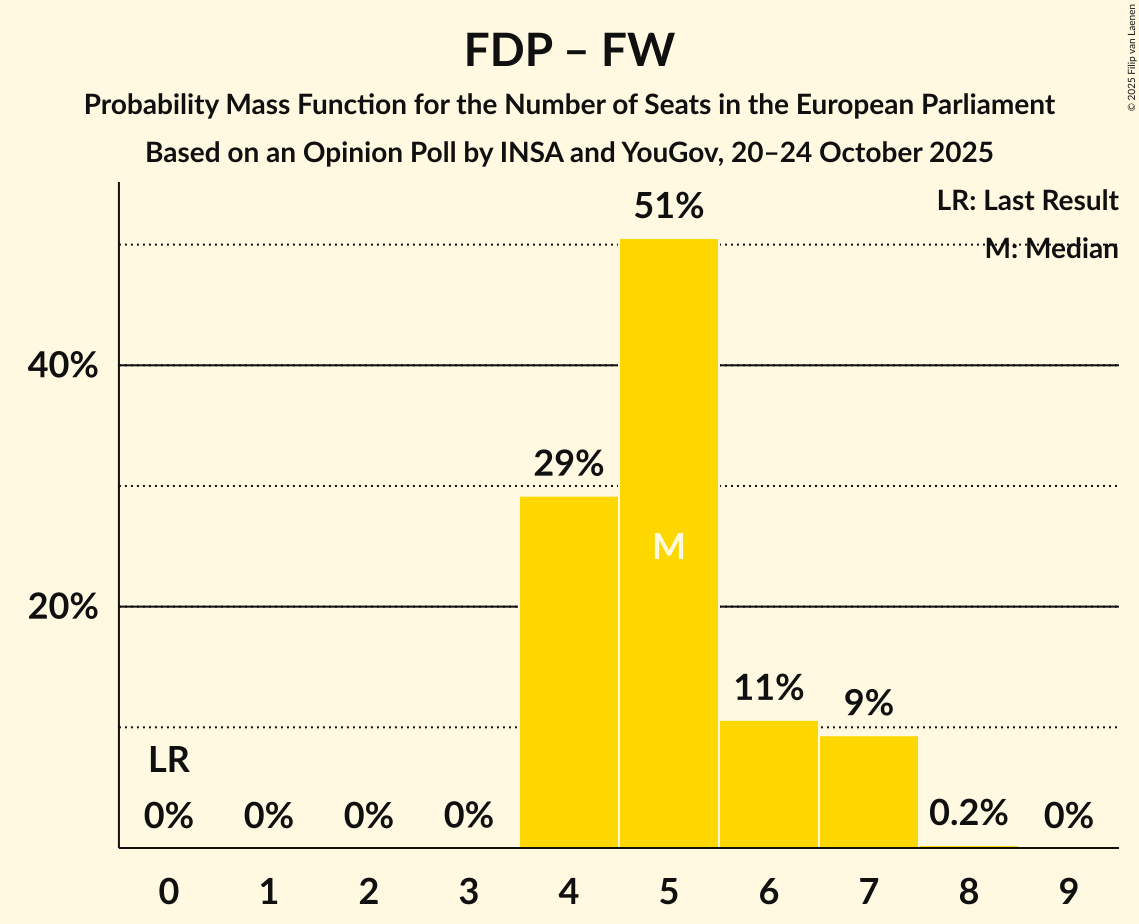 FDP – FW
Probability Mass Function for the Number of Seats in the European Parliament
Based on an Opinion Poll by INSA and YouGov, 20–24 October 2025
© 2025 Filip van Laenen
LR: Last Result
M: Median
51%
40%
29%
M
20%
11%
9%
LR
0%
0%
0%
0%
0.2%
0%
0 1 2 3 4 5 6 7 8 9